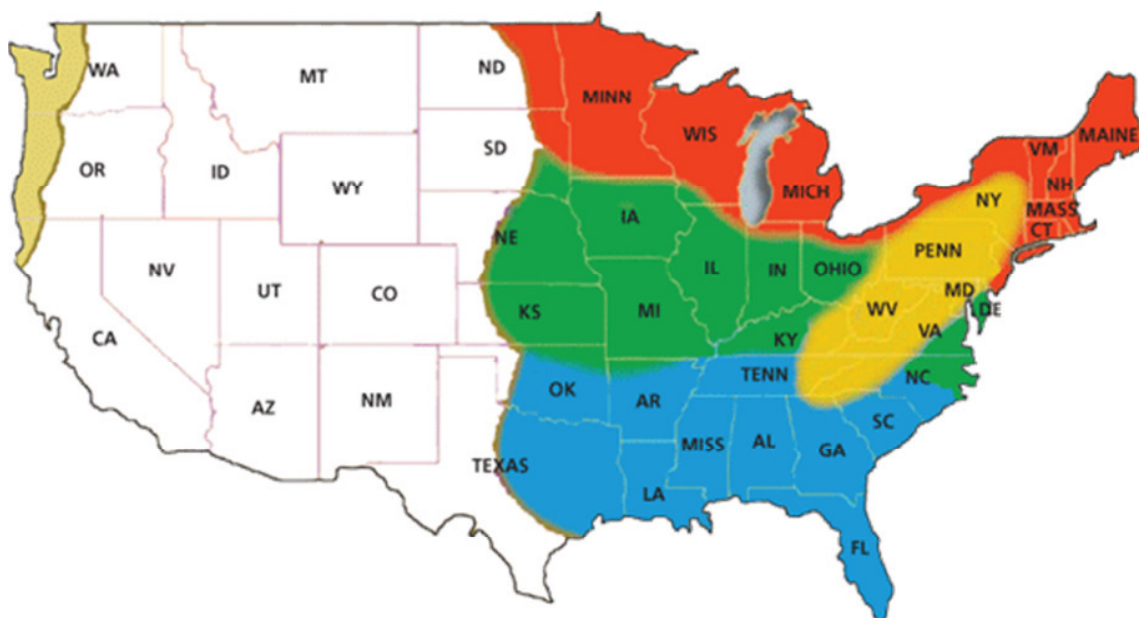 WA
MT
ND
MINN
OR
ID
WY
SD
WIS
MICH
VM
MAINE
NH
NY
MASS
CT
NV
UT
CO
NE
IA
IL
IN
OHIO
PENN
MD
DE
CA
KS
MI
KY
WV
VA
AZ
NM
OK
AR
TENN
NC
SC
TEXAS
LA
MISS
AL
GA
FL